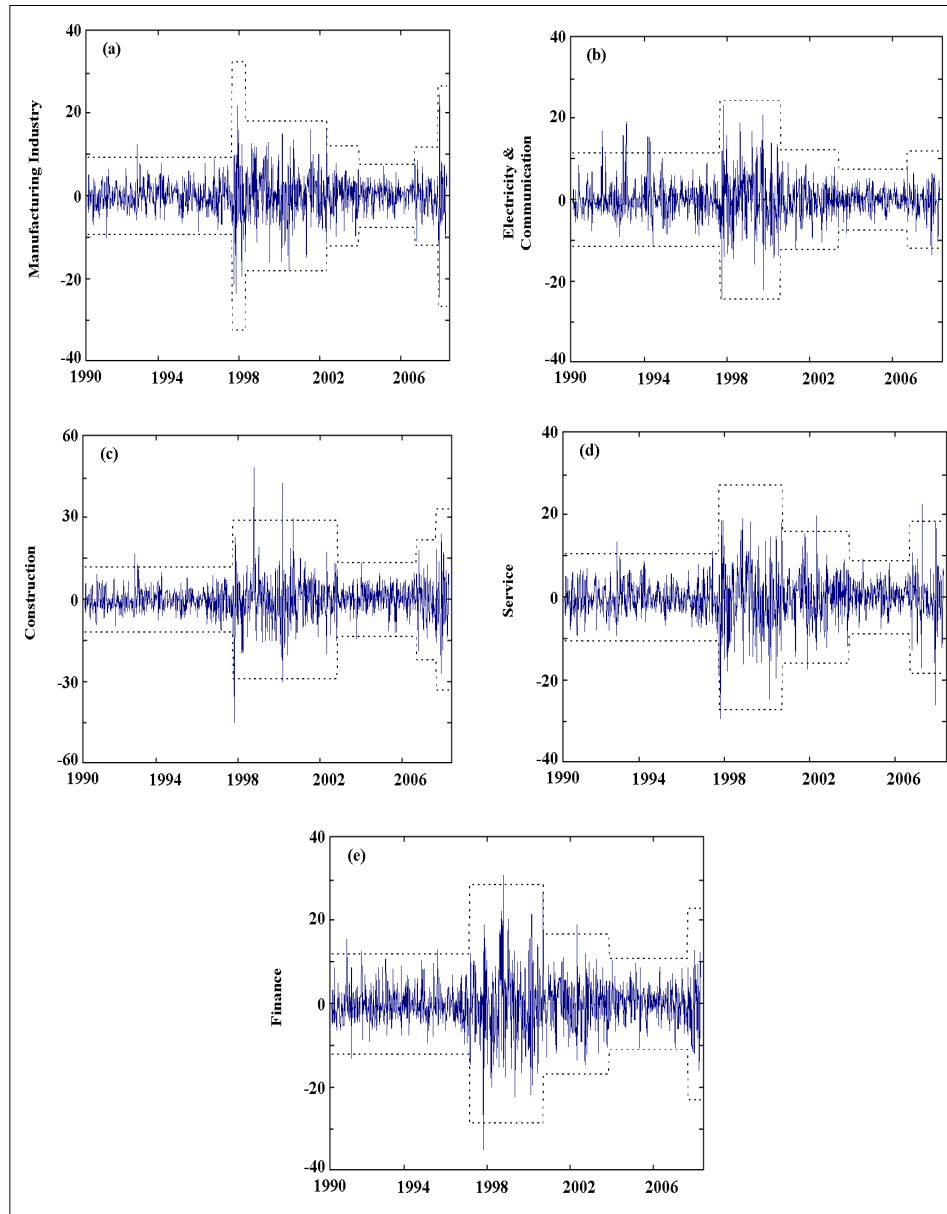 (a)
40
20
0
-20
-40
Manufacturing Industry
1990 1994 1998 2002 2006
(b)
40
20
0
-20
-40
Electricity &
Communication
1990 1994 1998 2002 2006
(c)
60
30
0
-30
-60
Construction
1990 1994 1998 2002 2006
(d)
40
20
0
-20
-40
Service
1990 1994 1998 2002 2006
(e)
40
20
0
-20
-40
Finance
1990 1994 1998 2002 2006